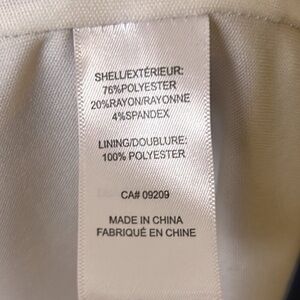 SHELL/EXTÉRIEUR:
76%POLYESTER
20%RAYON/RAYONNE
4%SPANDEX
LINING/DOUBLURE:
100% POLYESTER
CA# 09209
MADE IN CHINA
FABRIQUÉ EN CHINE